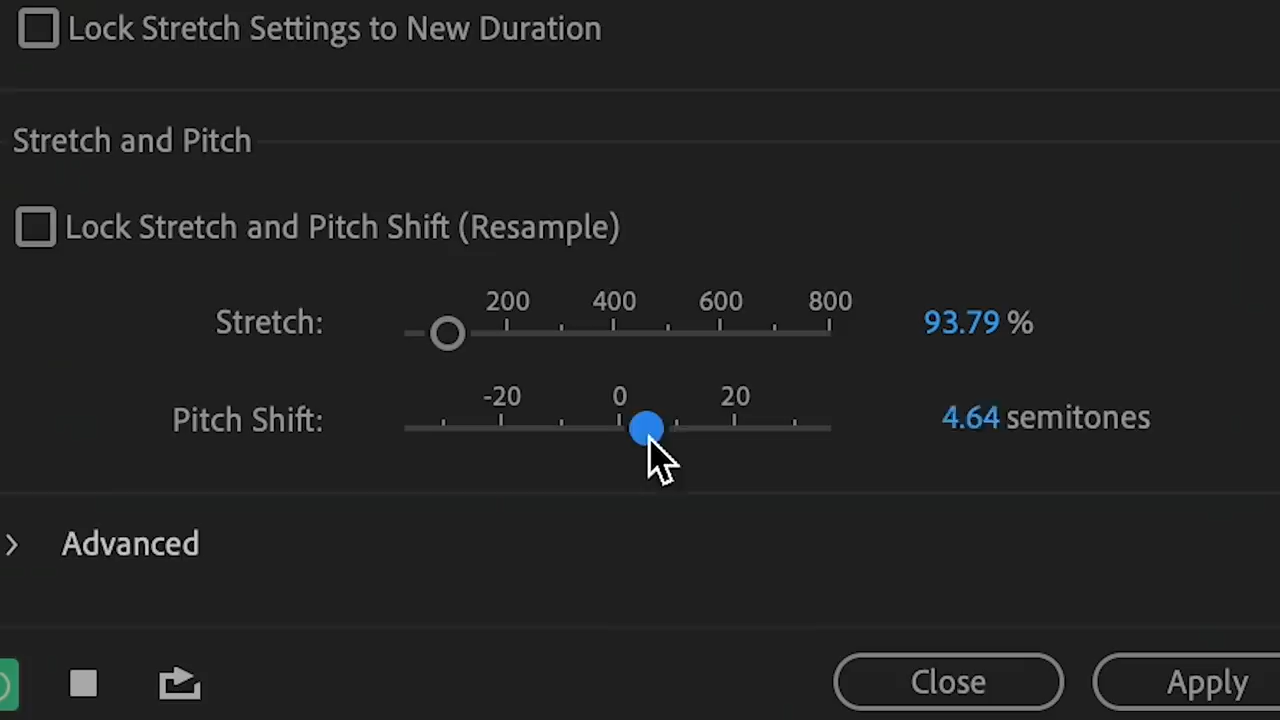 Lock Stretch Settings to New Duration
Stretch and Pitch
Lock Stretch and Pitch Shift (Resample)
200 400 600 800
Stretch: 93.79 %
-20 0 20
Pitch Shift: 4.64 semitones
Advanced
Close Apply